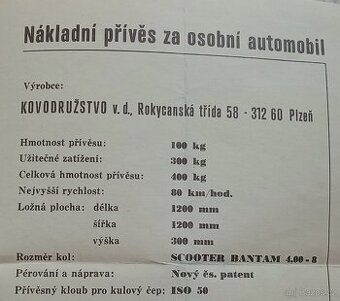 Nákladní přívěs za osobní automobil
Výrobce:
KOVODRUŽSTVO v. d., Rokycanská třída 58 - 312 60 Plzeň
Hmotnost přívěsu: 100 kg
Užitečné zatížení: 300 kg
Celková hmotnost přívěsu: 400 kg
Nejvyšší rychlost: 80 km/hod.
Ložná plocha: délka 1200 mm
šířka 1200 mm
výška 300 mm
Rozměr kol: SCOOTER BANTAM 4.00 - 8
Pérování a náprava: Nový čs. patent
Přívěsný kloub pro kulový čep: ISO 50